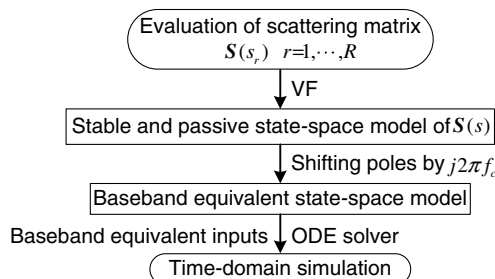 Evaluation of scattering matrix
S(s_r) r=1,⋯,R
VF
Stable and passive state-space model of S(s)
Shifting poles by j2πf_c
Baseband equivalent state-space model
Baseband equivalent inputs ODE solver
Time-domain simulation